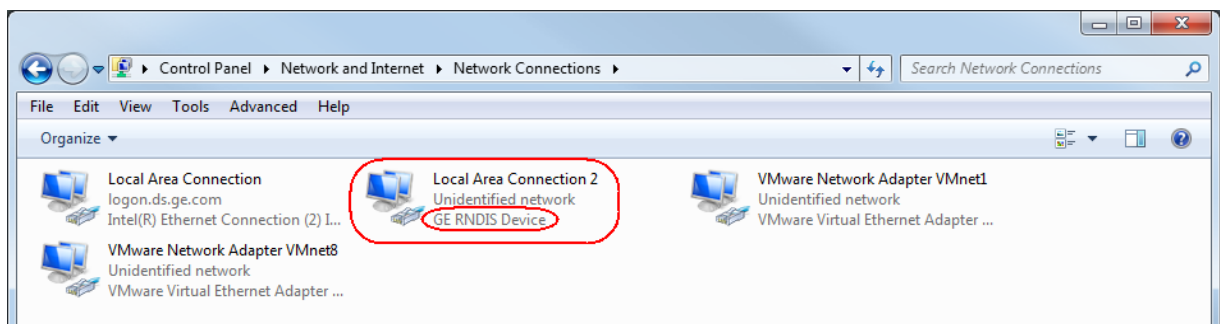 Control Panel Network and Internet Network Connections
Search Network Connections
File Edit View Tools Advanced Help
Organize
Local Area Connection
logon.ds.ge.com
Intel(R) Ethernet Connection (2) I...
Local Area Connection 2
Unidentified network
GE RNDIS Device
VMware Network Adapter VMnet1
Unidentified network
VMware Virtual Ethernet Adapter ...
VMware Network Adapter VMnet8
Unidentified network
VMware Virtual Ethernet Adapter ...